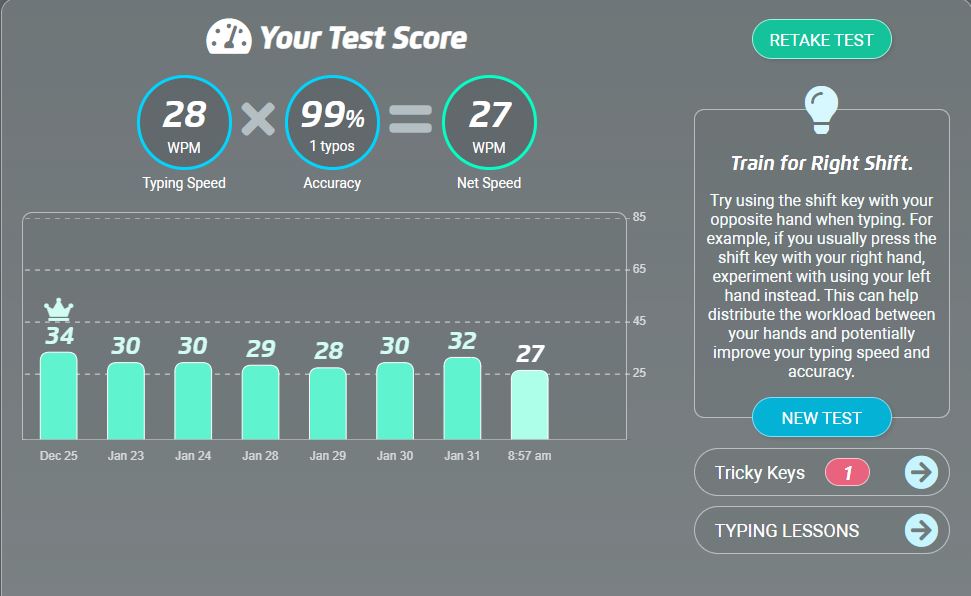 Your Test Score
RETAKE TEST
28
WPM
Typing Speed
99%
1 typos
Accuracy
27
WPM
Net Speed
85
65
45
25
34
30
30
29
28
30
32
27
Dec 25
Jan 23
Jan 24
Jan 28
Jan 29
Jan 30
Jan 31
8:57 am
Train for Right Shift.
Try using the shift key with your
opposite hand when typing. For
example, if you usually press the
shift key with your right hand,
experiment with using your left
hand instead. This can help
distribute the workload between
your hands and potentially
improve your typing speed and
accuracy.
NEW TEST
Tricky Keys 1
TYPING LESSONS